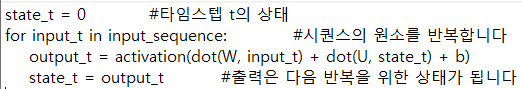 state_t = 0 #타임스텝 t의 상태
for input_t in input_sequence: #시퀀스의 원소를 반복합니다
output_t = activation(dot(W, input_t) + dot(U, state_t) + b)
state_t = output_t #출력은 다음 반복을 위한 상태가 됩니다